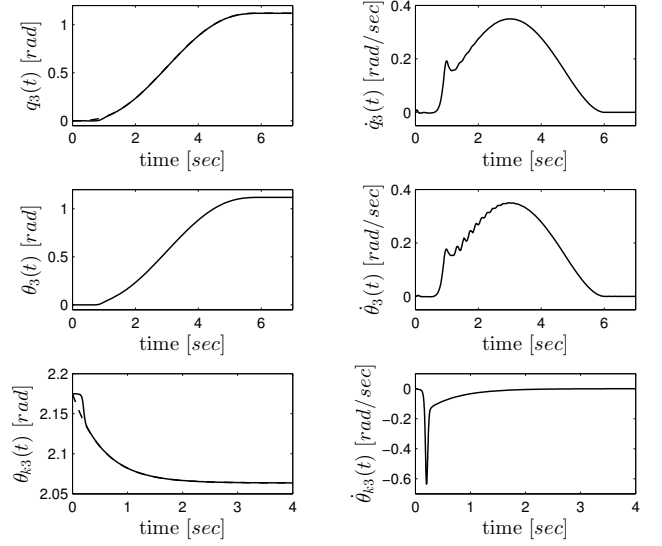 1
0.5
0
q3(t) [rad]
0 2 4 6
time [sec]
0.4
0.2
0
q̇3(t) [rad/sec]
0 2 4 6
time [sec]
1
0.5
0
θ3(t) [rad]
0 2 4 6
time [sec]
0.4
0.2
0
θ̇3(t) [rad/sec]
0 2 4 6
time [sec]
2.2
2.15
2.1
2.05
θk3(t) [rad]
0 1 2 3 4
time [sec]
0
−0.2
−0.4
−0.6
θ̇k3(t) [rad/sec]
0 1 2 3 4
time [sec]